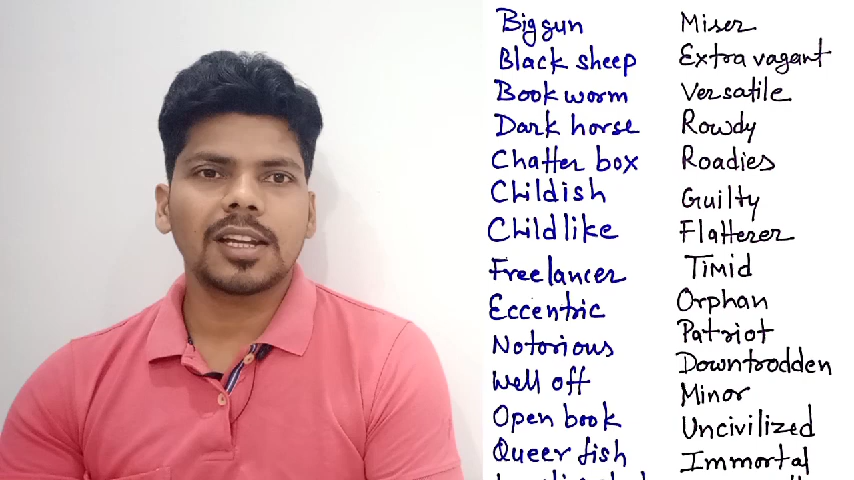 Big gun
Black sheep
Book worm
Dark horse
Chatter box
Childish
Childlike
Freelancer
Eccentric
Notorious
Well off
Open book
Queer fish
Miser
Extra vagant
Versatile
Rowdy
Roadies
Guilty
Flatterer
Timid
Orphan
Patriot
Downtrodden
Minor
Uncivilized
Immortal